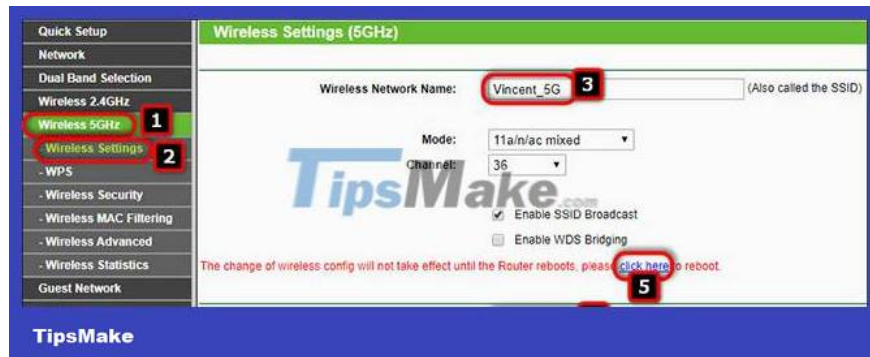 Quick Setup
Network
Dual Band Selection
Wireless 2.4GHz
Wireless 5GHz 1
- Wireless Settings 2
- WPS
- Wireless Security
- Wireless MAC Filtering
- Wireless Advanced
- Wireless Statistics
Guest Network
Wireless Settings (5GHz)
Wireless Network Name: Vincent_5G 3 (Also called the SSID)
Mode: 11a/n/ac mixed
Channel: 36
TipsMake.com
Enable SSID Broadcast
Enable WDS Bridging
The change of wireless config will not take effect until the Router reboots, please click here to reboot.
5
TipsMake